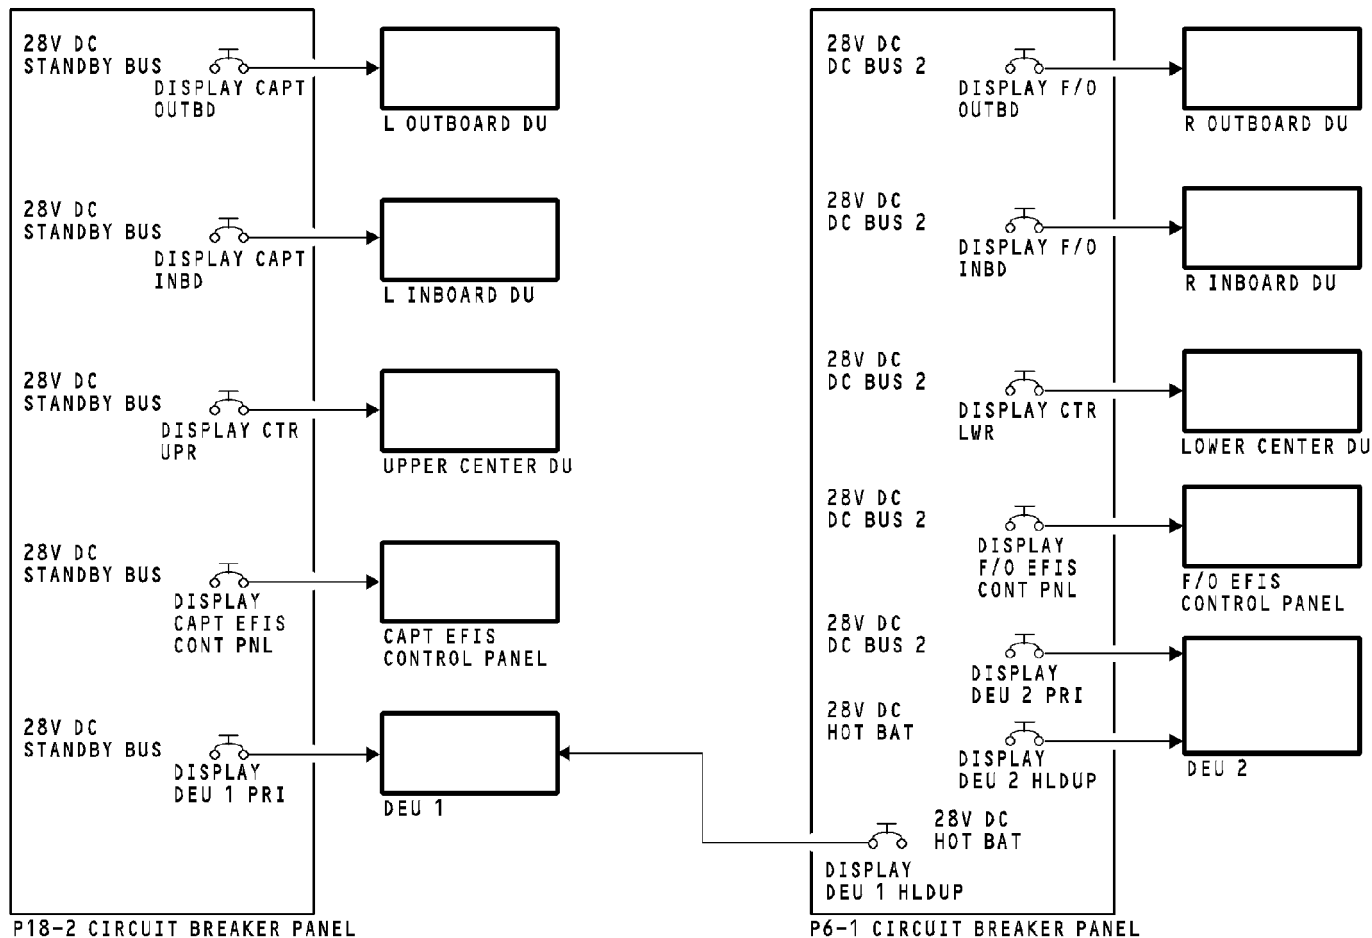 28V DC
STANDBY BUS
DISPLAY CAPT
OUTBD
L OUTBOARD DU
28V DC
STANDBY BUS
DISPLAY CAPT
INBD
L INBOARD DU
28V DC
STANDBY BUS
DISPLAY CTR
UPR
UPPER CENTER DU
28V DC
STANDBY BUS
DISPLAY
CAPT EFIS
CONT PNL
CAPT EFIS
CONTROL PANEL
28V DC
STANDBY BUS
DISPLAY
DEU 1 PRI
DEU 1
P18-2 CIRCUIT BREAKER PANEL
28V DC
DC BUS 2
DISPLAY F/O
OUTBD
R OUTBOARD DU
28V DC
DC BUS 2
DISPLAY F/O
INBD
R INBOARD DU
28V DC
DC BUS 2
DISPLAY CTR
LWR
LOWER CENTER DU
28V DC
DC BUS 2
DISPLAY
F/O EFIS
CONT PNL
F/O EFIS
CONTROL PANEL
28V DC
DC BUS 2
DISPLAY
DEU 2 PRI
28V DC
HOT BAT
DISPLAY
DEU 2 HLDUP
DEU 2
28V DC
HOT BAT
DISPLAY
DEU 1 HLDUP
P6-1 CIRCUIT BREAKER PANEL